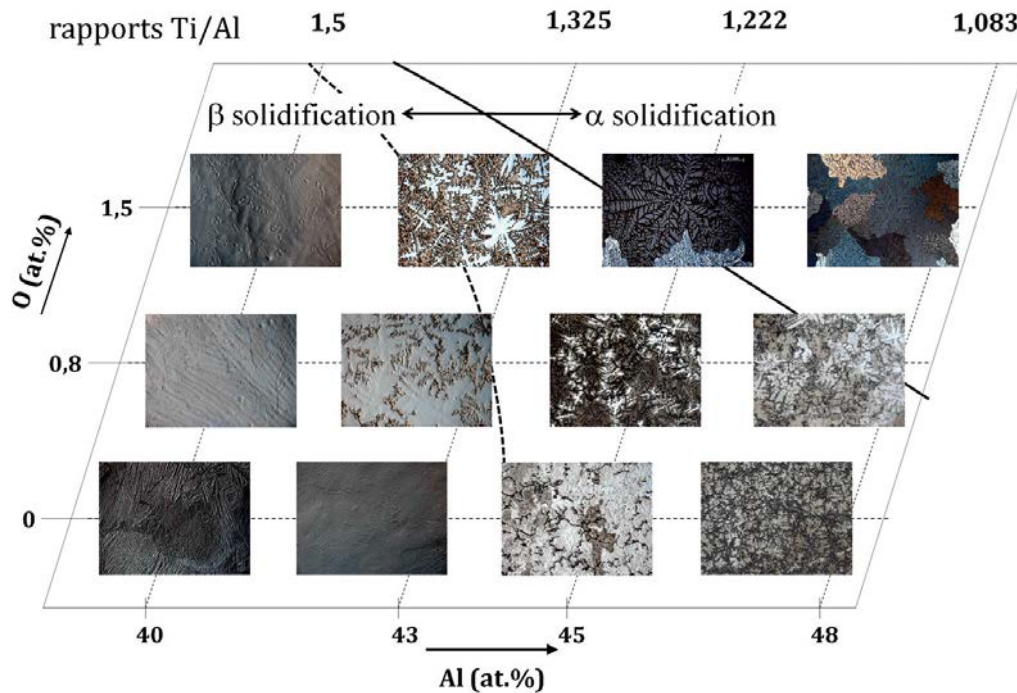 rapports Ti/Al 1,5 1,325 1,222 1,083
β solidification α solidification
1,5
O (at.%)
0,8
0
40 43 45 48
Al (at.%)